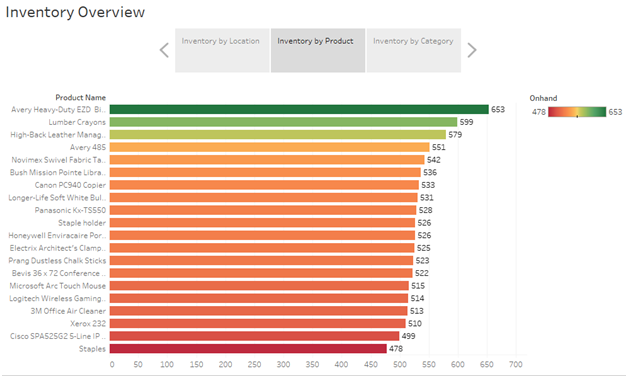 Inventory Overview
Inventory by Location
Inventory by Product
Inventory by Category
Product Name
Onhand
478 653
Avery Heavy-Duty EZD Bi.. 653
Lumber Crayons 599
High-Back Leather Manag.. 579
Avery 485 551
Novimex Swivel Fabric Ta.. 542
Bush Mission Pointe Libra.. 536
Canon PC940 Copier 533
Longer-Life Soft White Bul.. 531
Panasonic Kx-TS550 528
Staple holder 526
Honeywell Enviracaire Por.. 526
Electrix Architect's Clamp.. 525
Prang Dustless Chalk Sticks 523
Bevis 36 x 72 Conference.. 522
Microsoft Arc Touch Mouse 515
Logitech Wireless Gaming.. 514
3M Office Air Cleaner 513
Xerox 232 510
Cisco SPA525G2 5-Line IP .. 499
Staples 478
0 50 100 150 200 250 300 350 400 450 500 550 600 650 700